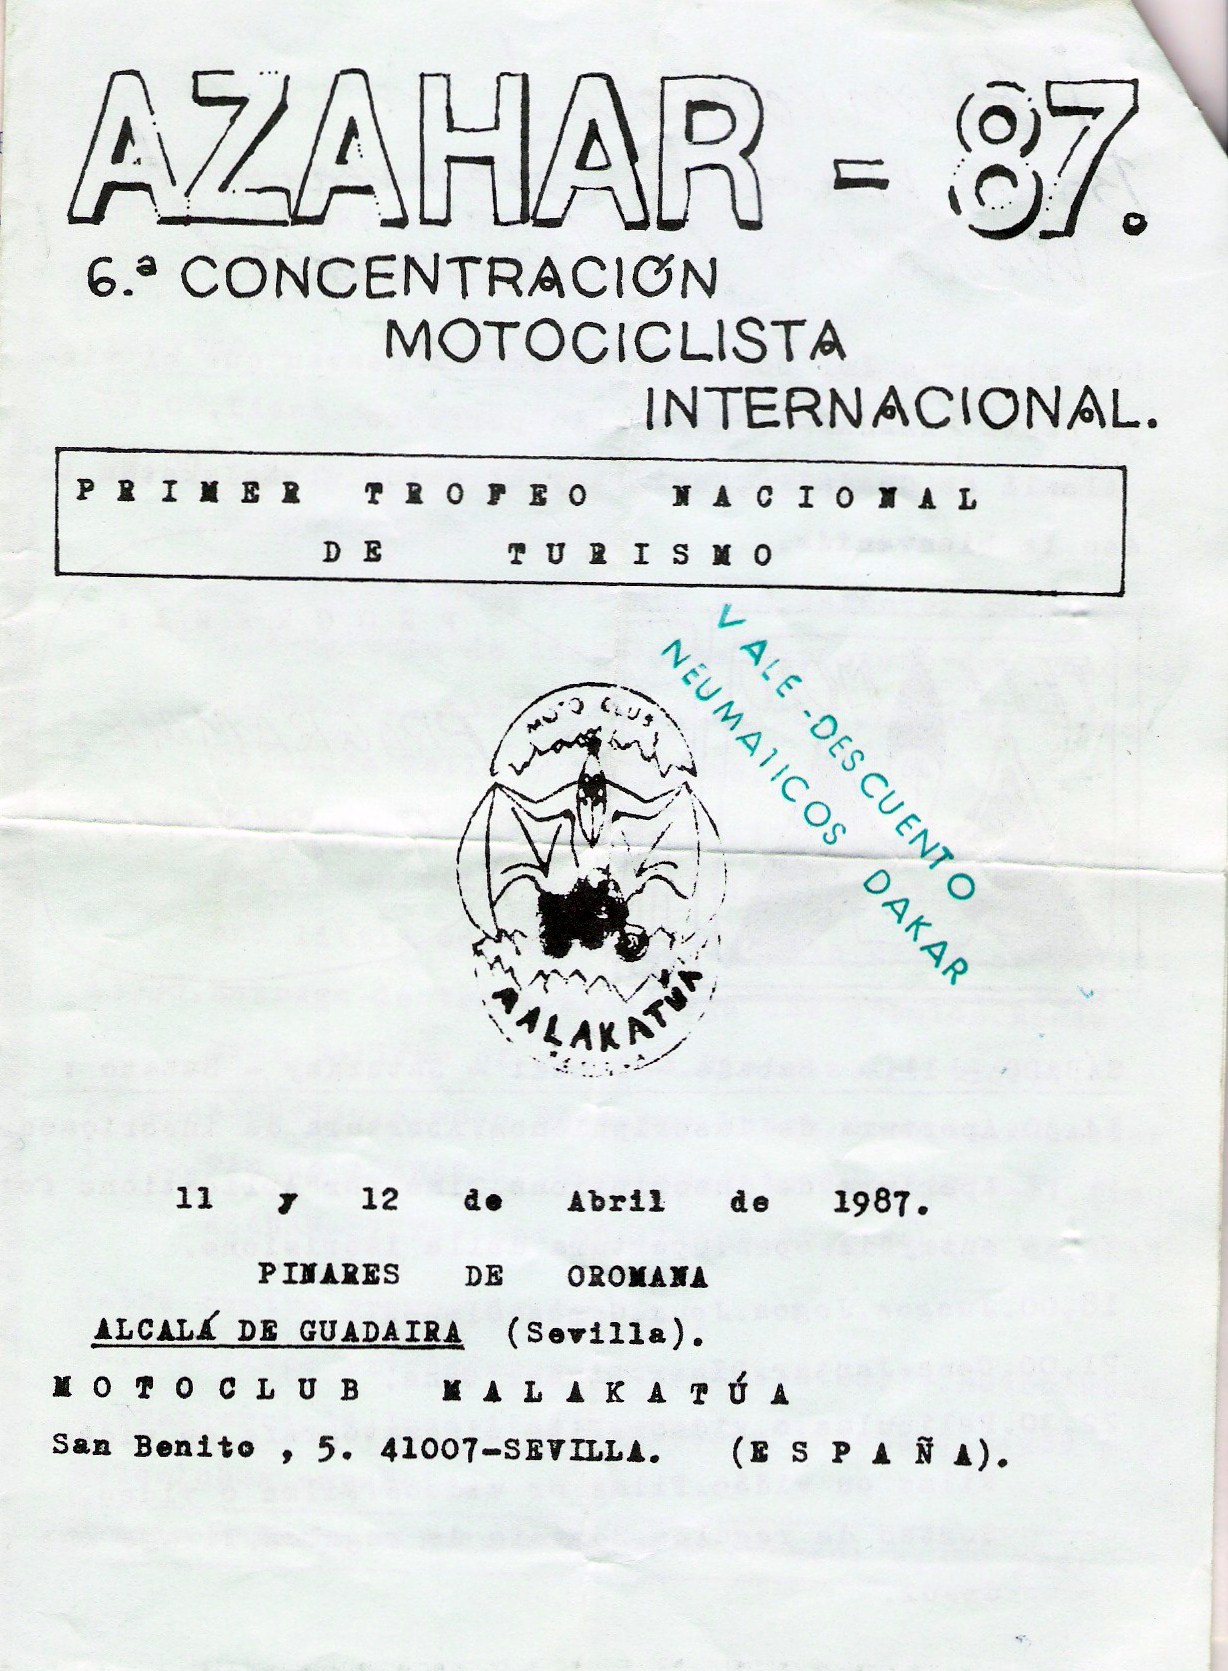 AZAHAR - 87.
6.ª CONCENTRACIÓN
MOTOCICLISTA
INTERNACIONAL.
PRIMER TROFEO NACIONAL
DE TURISMO
VALE-DESCUENTO
NEUMATICOS DAKAR
MOTO CLUB
MALAKATÚA
11 y 12 de Abril de 1987.
PINARES DE OROMANA
ALCALÁ DE GUADAIRA (Sevilla).
MOTOCLUB MALAKATÚA
San Benito , 5. 41007-SEVILLA. (ESPAÑA).